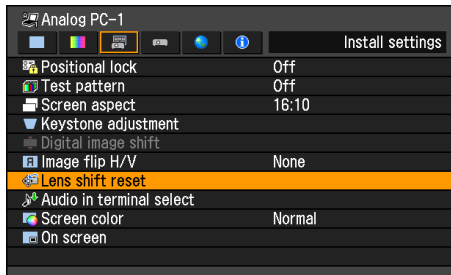 Analog PC-1
Install settings
Positional lock Off
Test pattern Off
Screen aspect 16:10
Keystone adjustment
Digital image shift
Image flip H/V None
Lens shift reset
Audio in terminal select
Screen color Normal
On screen